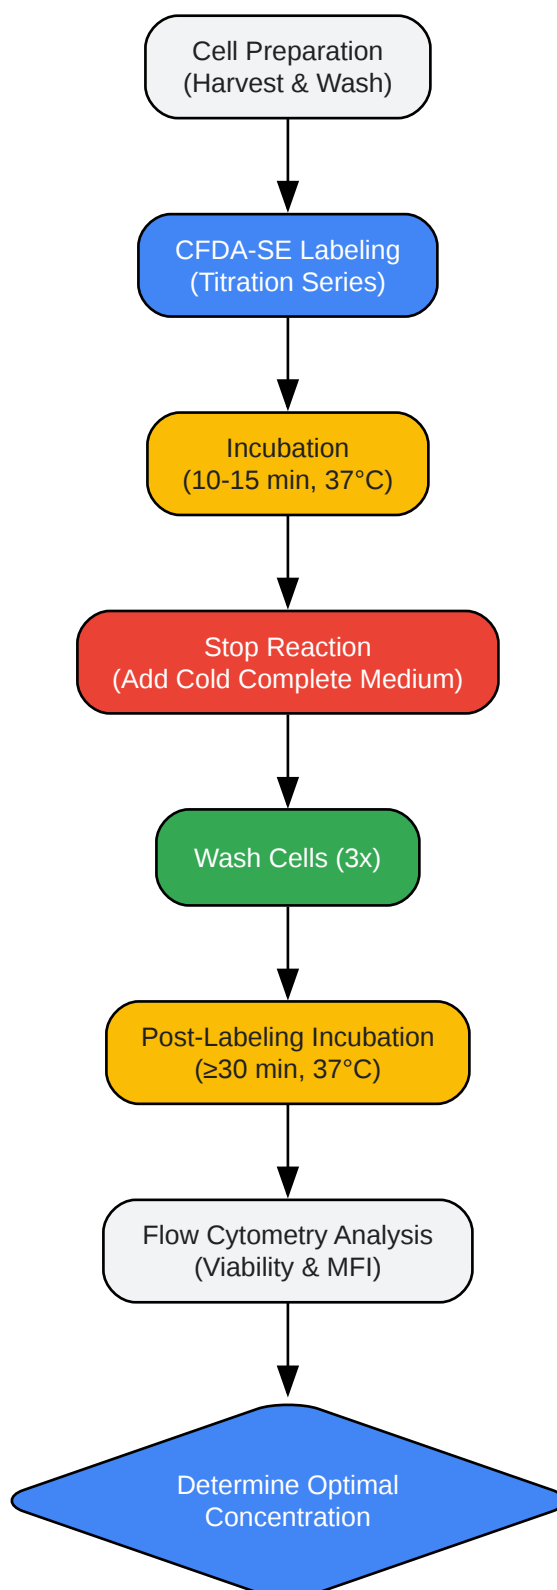 Cell Preparation
(Harvest & Wash)
CFDA-SE Labeling
(Titration Series)
Incubation
(10-15 min, 37°C)
Stop Reaction
(Add Cold Complete Medium)
Wash Cells (3x)
Post-Labeling Incubation
(≥30 min, 37°C)
Flow Cytometry Analysis
(Viability & MFI)
Determine Optimal
Concentration